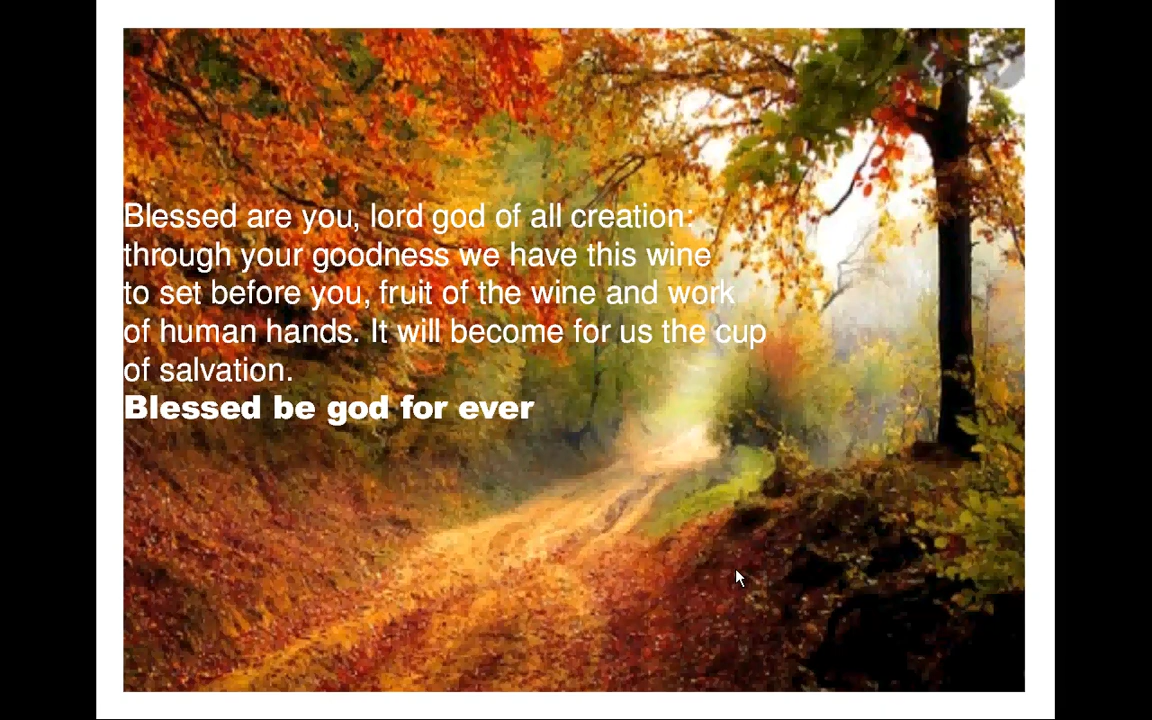 Blessed are you, lord god of all creation:
through your goodness we have this wine
to set before you, fruit of the wine and work
of human hands. It will become for us the cup
of salvation.
Blessed be god for ever